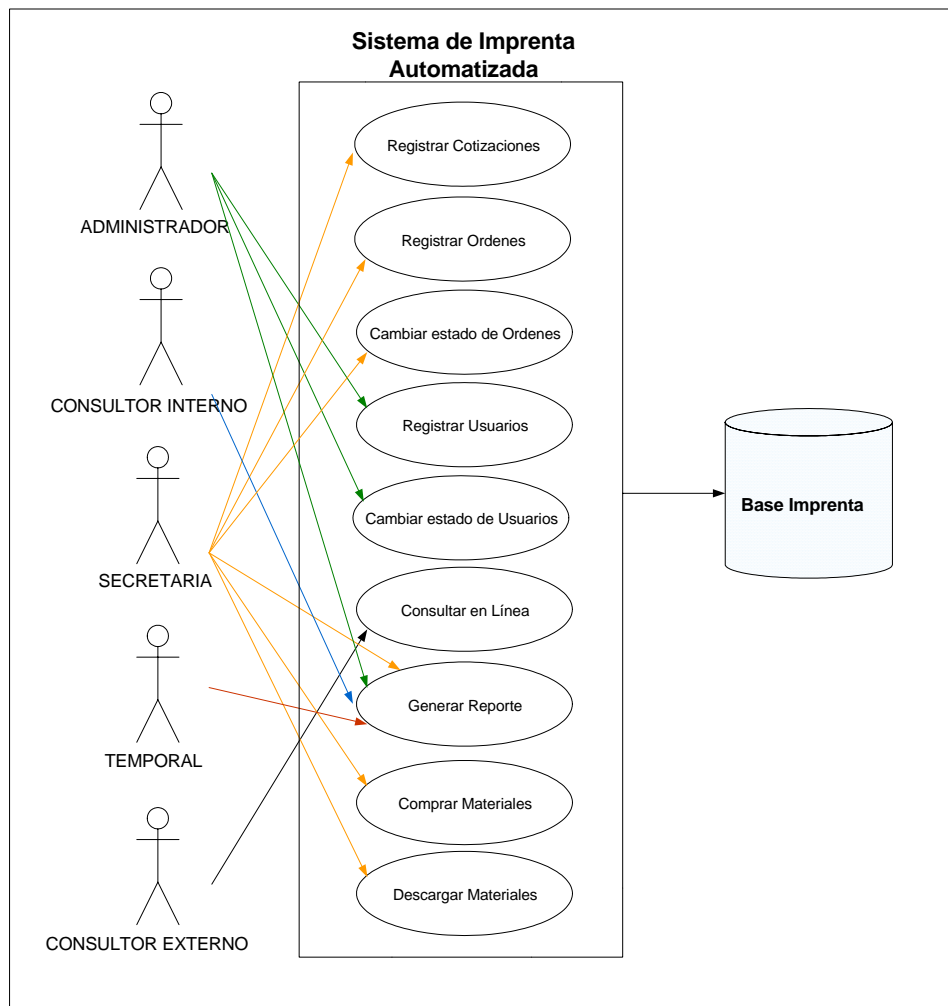 Sistema de Imprenta
Automatizada
ADMINISTRADOR
CONSULTOR INTERNO
SECRETARIA
TEMPORAL
CONSULTOR EXTERNO
Registrar Cotizaciones
Registrar Ordenes
Cambiar estado de Ordenes
Registrar Usuarios
Cambiar estado de Usuarios
Consultar en Línea
Generar Reporte
Comprar Materiales
Descargar Materiales
Base Imprenta